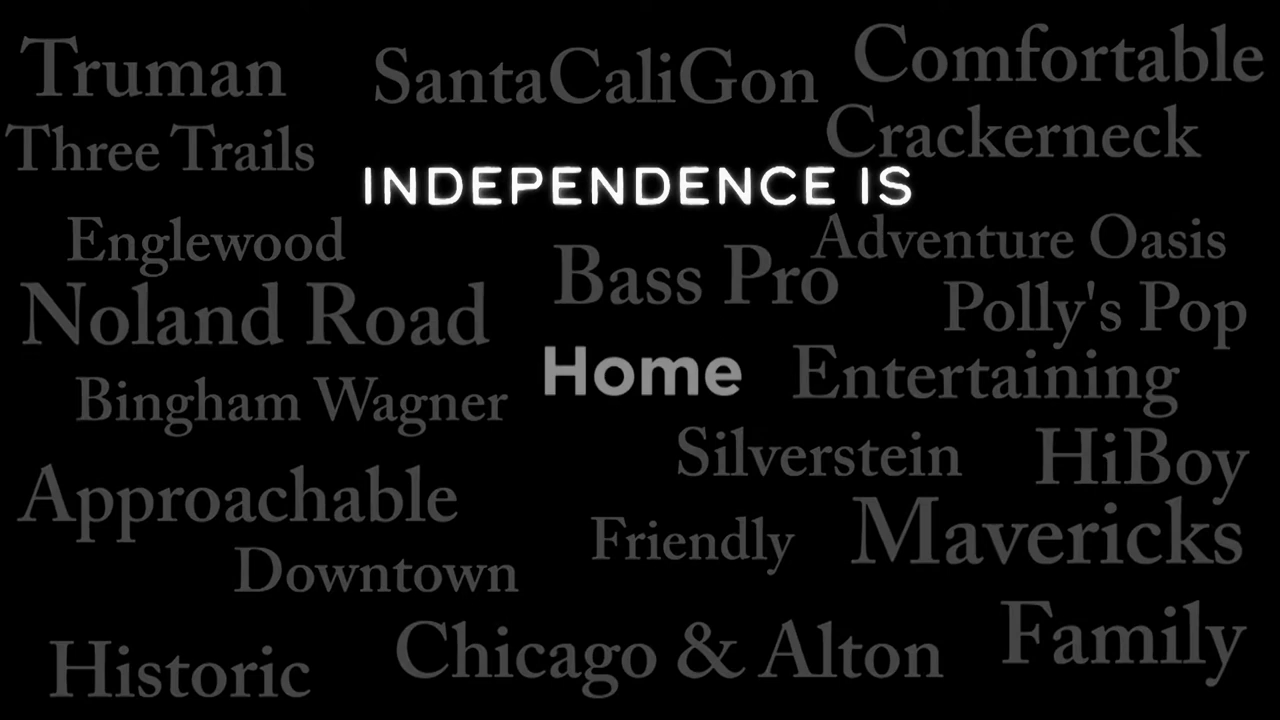 Truman
SantaCaliGon
Comfortable
Three Trails
Crackerneck
INDEPENDENCE IS
Englewood
Bass Pro
Adventure Oasis
Noland Road
Polly's Pop
Home
Entertaining
Bingham Wagner
Silverstein
HiBoy
Approachable
Friendly
Mavericks
Downtown
Historic
Chicago & Alton
Family